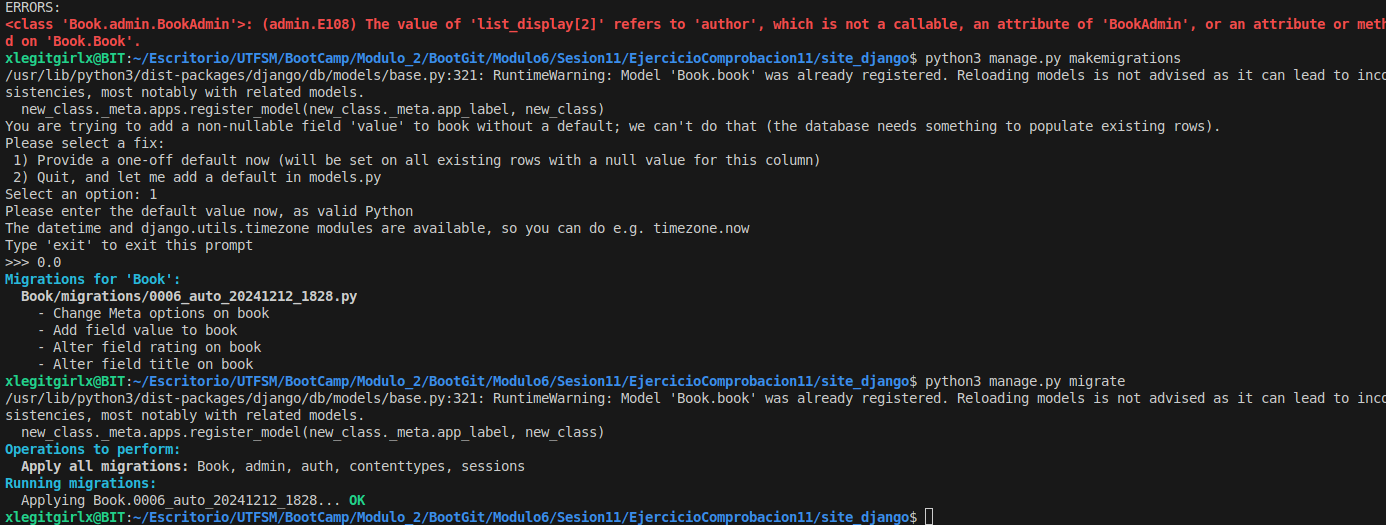 ERRORS:
<class 'Book.admin.BookAdmin'>: (admin.E108) The value of 'list_display[2]' refers to 'author', which is not a callable, an attribute of 'BookAdmin', or an attribute or meth
d on 'Book.Book'.
xlegitgirlx@BIT:~/Escritorio/UTFSM/BootCamp/Modulo_2/BootGit/Modulo6/Sesion11/EjercicioComprobacion11/site_django$ python3 manage.py makemigrations
/usr/lib/python3/dist-packages/django/db/models/base.py:321: RuntimeWarning: Model 'Book.book' was already registered. Reloading models is not advised as it can lead to inco
sistencies, most notably with related models.
  new_class._meta.apps.register_model(new_class._meta.app_label, new_class)
You are trying to add a non-nullable field 'value' to book without a default; we can't do that (the database needs something to populate existing rows).
Please select a fix:
 1) Provide a one-off default now (will be set on all existing rows with a null value for this column)
 2) Quit, and let me add a default in models.py
Select an option: 1
Please enter the default value now, as valid Python
The datetime and django.utils.timezone modules are available, so you can do e.g. timezone.now
Type 'exit' to exit this prompt
>>> 0.0
Migrations for 'Book':
  Book/migrations/0006_auto_20241212_1828.py
    - Change Meta options on book
    - Add field value to book
    - Alter field rating on book
    - Alter field title on book
xlegitgirlx@BIT:~/Escritorio/UTFSM/BootCamp/Modulo_2/BootGit/Modulo6/Sesion11/EjercicioComprobacion11/site_django$ python3 manage.py migrate
/usr/lib/python3/dist-packages/django/db/models/base.py:321: RuntimeWarning: Model 'Book.book' was already registered. Reloading models is not advised as it can lead to inco
sistencies, most notably with related models.
  new_class._meta.apps.register_model(new_class._meta.app_label, new_class)
Operations to perform:
  Apply all migrations: Book, admin, auth, contenttypes, sessions
Running migrations:
  Applying Book.0006_auto_20241212_1828... OK
xlegitgirlx@BIT:~/Escritorio/UTFSM/BootCamp/Modulo_2/BootGit/Modulo6/Sesion11/EjercicioComprobacion11/site_django$